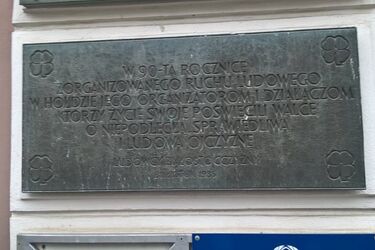 W 90-TĄ ROCZNICĘ
ZORGANIZOWANEGO RUCHU LUDOWEGO
W HOŁDZIE JEGO ORGANIZATOROM I DZIAŁACZOM
KTÓRZY ŻYCIE SWOJE POŚWIĘCILI WALCE
O NIEPODLEGŁĄ SPRAWIEDLIWĄ
I LUDOWĄ OJCZYZNĘ
1985